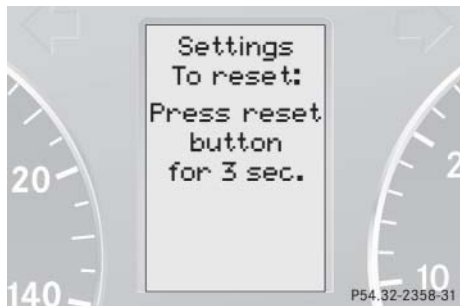 Settings
To reset:
Press reset
button
for 3 sec.
20
2
140
10
P54.32-2358-31